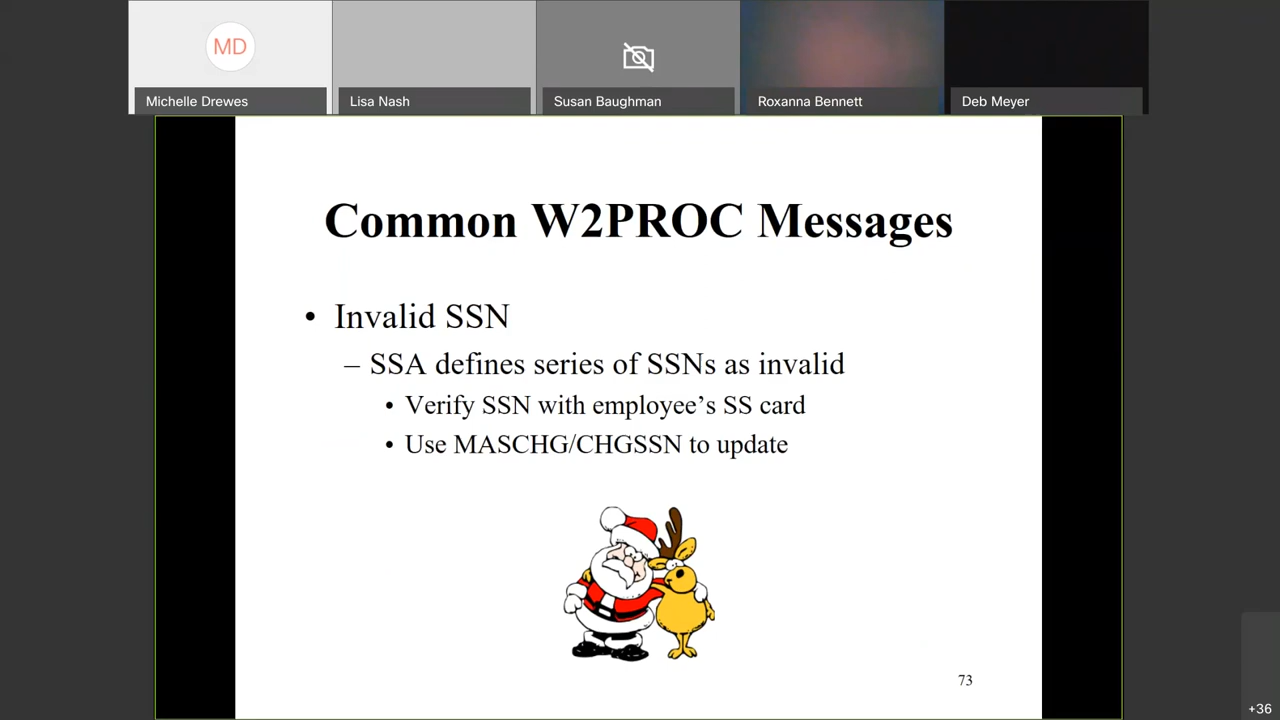 MD
Michelle Drewes
Lisa Nash
Susan Baughman
Roxanna Bennett
Deb Meyer
Common W2PROC Messages
• Invalid SSN
– SSA defines series of SSNs as invalid
• Verify SSN with employee's SS card
• Use MASCHG/CHGSSN to update
73
+36